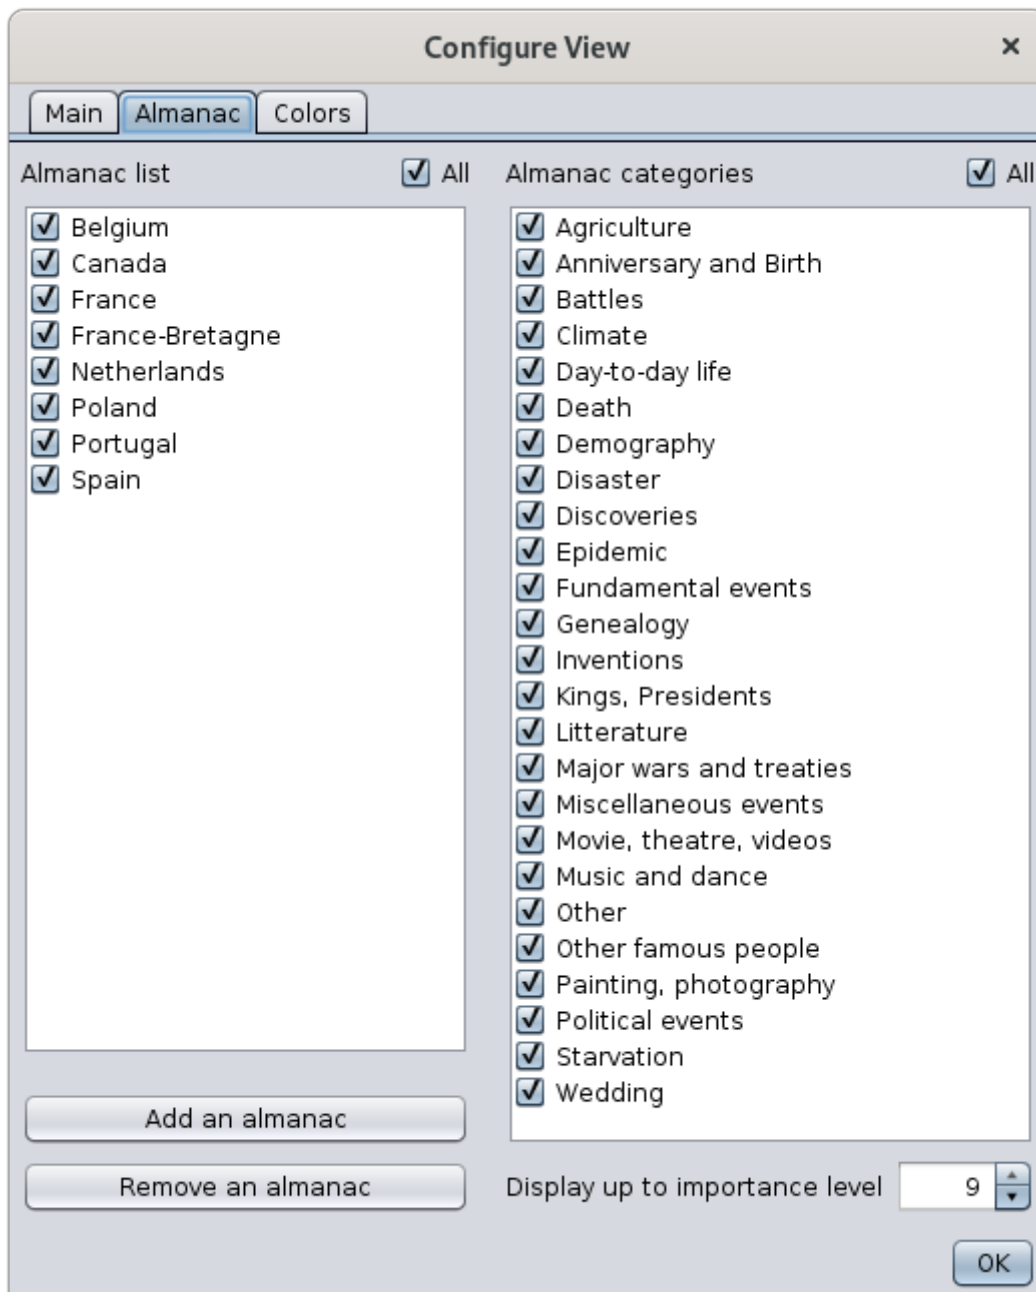 Configure View
Main Almanac Colors
Almanac list All
Belgium
Canada
France
France-Bretagne
Netherlands
Poland
Portugal
Spain
Add an almanac
Remove an almanac
Almanac categories All
Agriculture
Anniversary and Birth
Battles
Climate
Day-to-day life
Death
Demography
Disaster
Discoveries
Epidemic
Fundamental events
Genealogy
Inventions
Kings, Presidents
Litterature
Major wars and treaties
Miscellaneous events
Movie, theatre, videos
Music and dance
Other
Other famous people
Painting, photography
Political events
Starvation
Wedding
Display up to importance level 9
OK